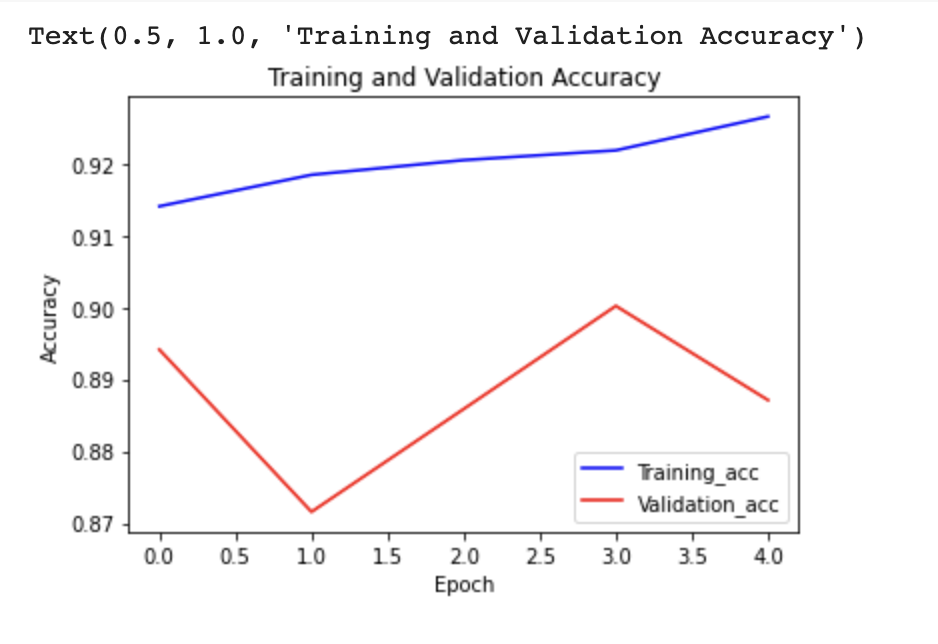 Text(0.5, 1.0, 'Training and Validation Accuracy')
Training and Validation Accuracy
Accuracy
0.92
0.91
0.90
0.89
0.88
0.87
Training_acc
Validation_acc
0.0 0.5 1.0 1.5 2.0 2.5 3.0 3.5 4.0
Epoch